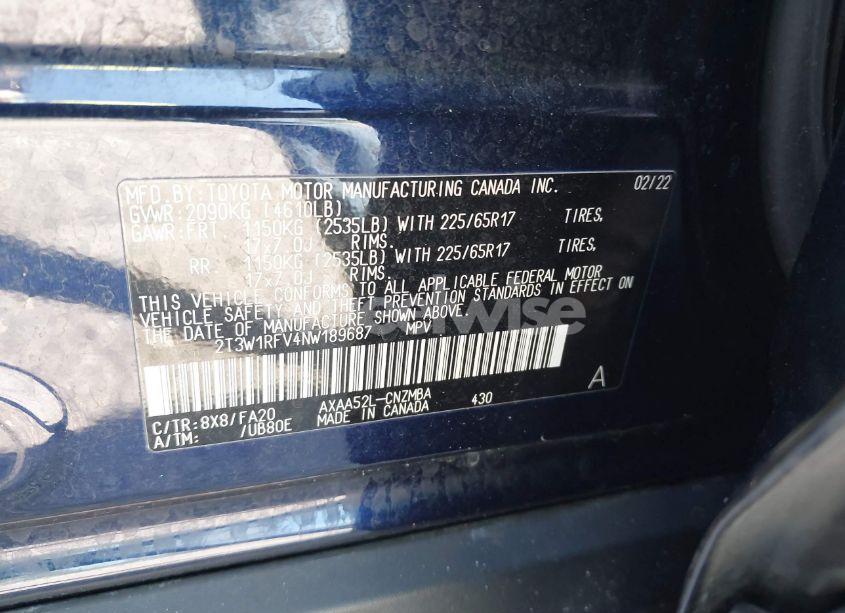 MFD.BY:TOYOTA MOTOR MANUFACTURING CANADA INC. 02/22
GVWR:2090KG (4610LB)
GAWR:FRT 1150KG (2535LB) WITH 225/65R17 TIRES,
17x7.0J RIMS.
RR 1150KG (2535LB) WITH 225/65R17 TIRES,
17x7.0J RIMS.
THIS VEHICLE CONFORMS TO ALL APPLICABLE FEDERAL MOTOR
VEHICLE SAFETY AND THEFT PREVENTION STANDARDS IN EFFECT ON
THE DATE OF MANUFACTURE SHOWN ABOVE.
2T3W1RFV4NW189687 MPV
C/TR:8X8/FA20 AXAA52L-CNZMBA 430 A
A/TM: /UB80E MADE IN CANADA